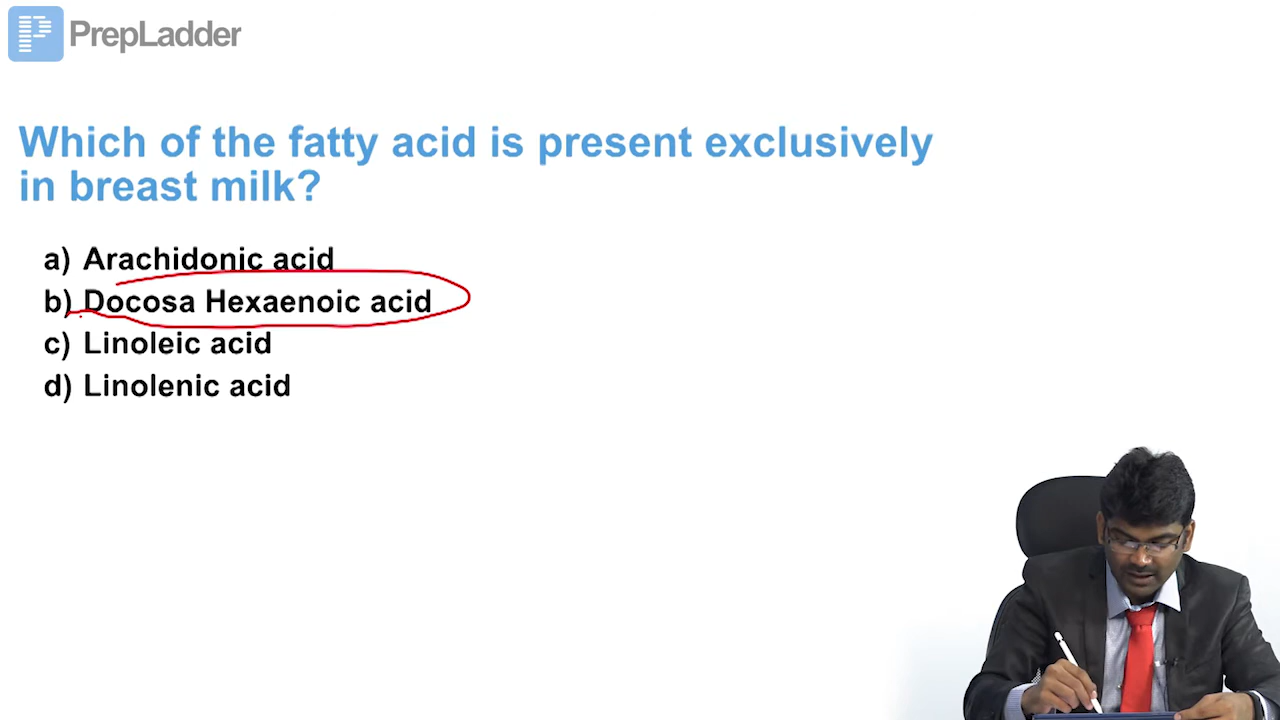 PrepLadder
Which of the fatty acid is present exclusively
in breast milk?
a) Arachidonic acid
b) Docosa Hexaenoic acid
c) Linoleic acid
d) Linolenic acid